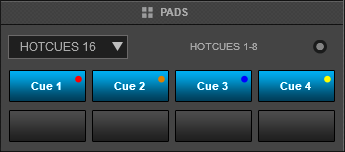 PADS
HOTCUES 16 HOTCUES 1-8
Cue 1 Cue 2 Cue 3 Cue 4